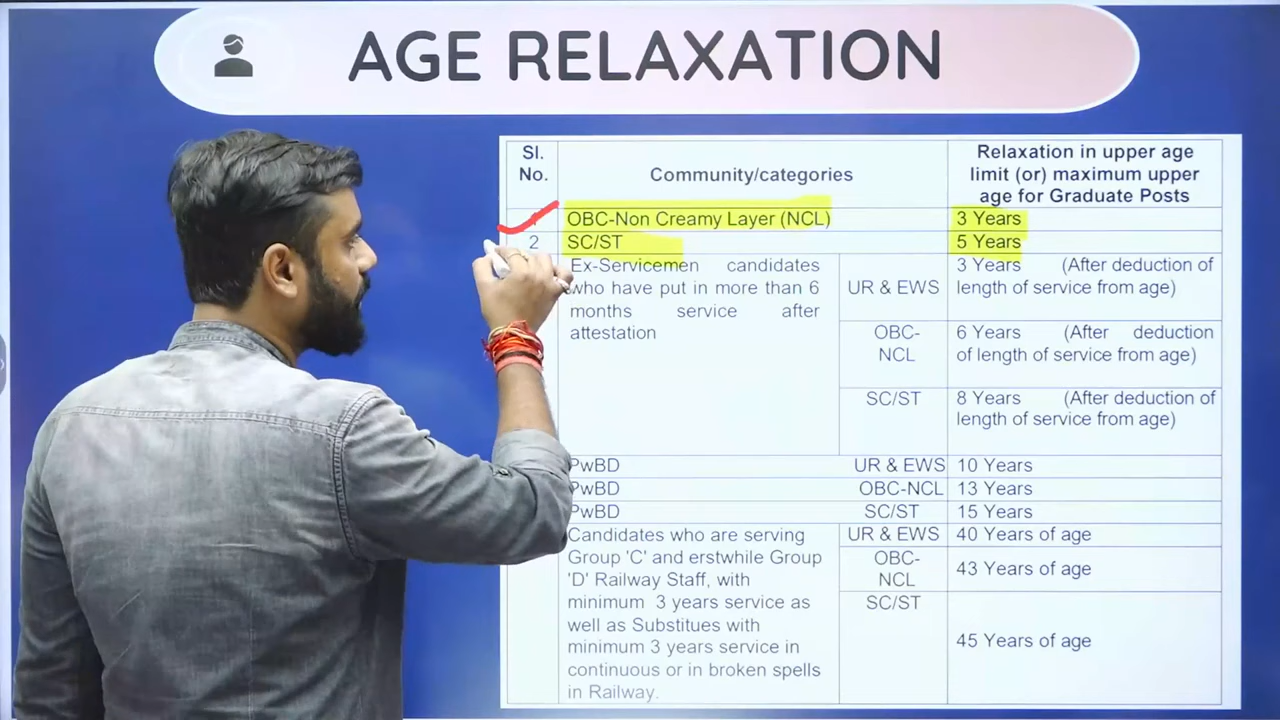 AGE RELAXATION
Sl.
No.
Community/categories
Relaxation in upper age
limit (or) maximum upper
age for Graduate Posts
OBC-Non Creamy Layer (NCL)
3 Years
2
SC/ST
5 Years
Ex-Servicemen candidates
who have put in more than 6
months service after
attestation
UR & EWS
3 Years (After deduction of
length of service from age)
OBC-
NCL
6 Years (After deduction
of length of service from age)
SC/ST
8 Years (After deduction of
length of service from age)
PwBD UR & EWS 10 Years
PwBD OBC-NCL 13 Years
PwBD SC/ST 15 Years
Candidates who are serving
Group 'C' and erstwhile Group
'D' Railway Staff, with
minimum 3 years service as
well as Substitues with
minimum 3 years service in
continuous or in broken spells
in Railway.
UR & EWS
40 Years of age
OBC-
NCL
43 Years of age
SC/ST
45 Years of age